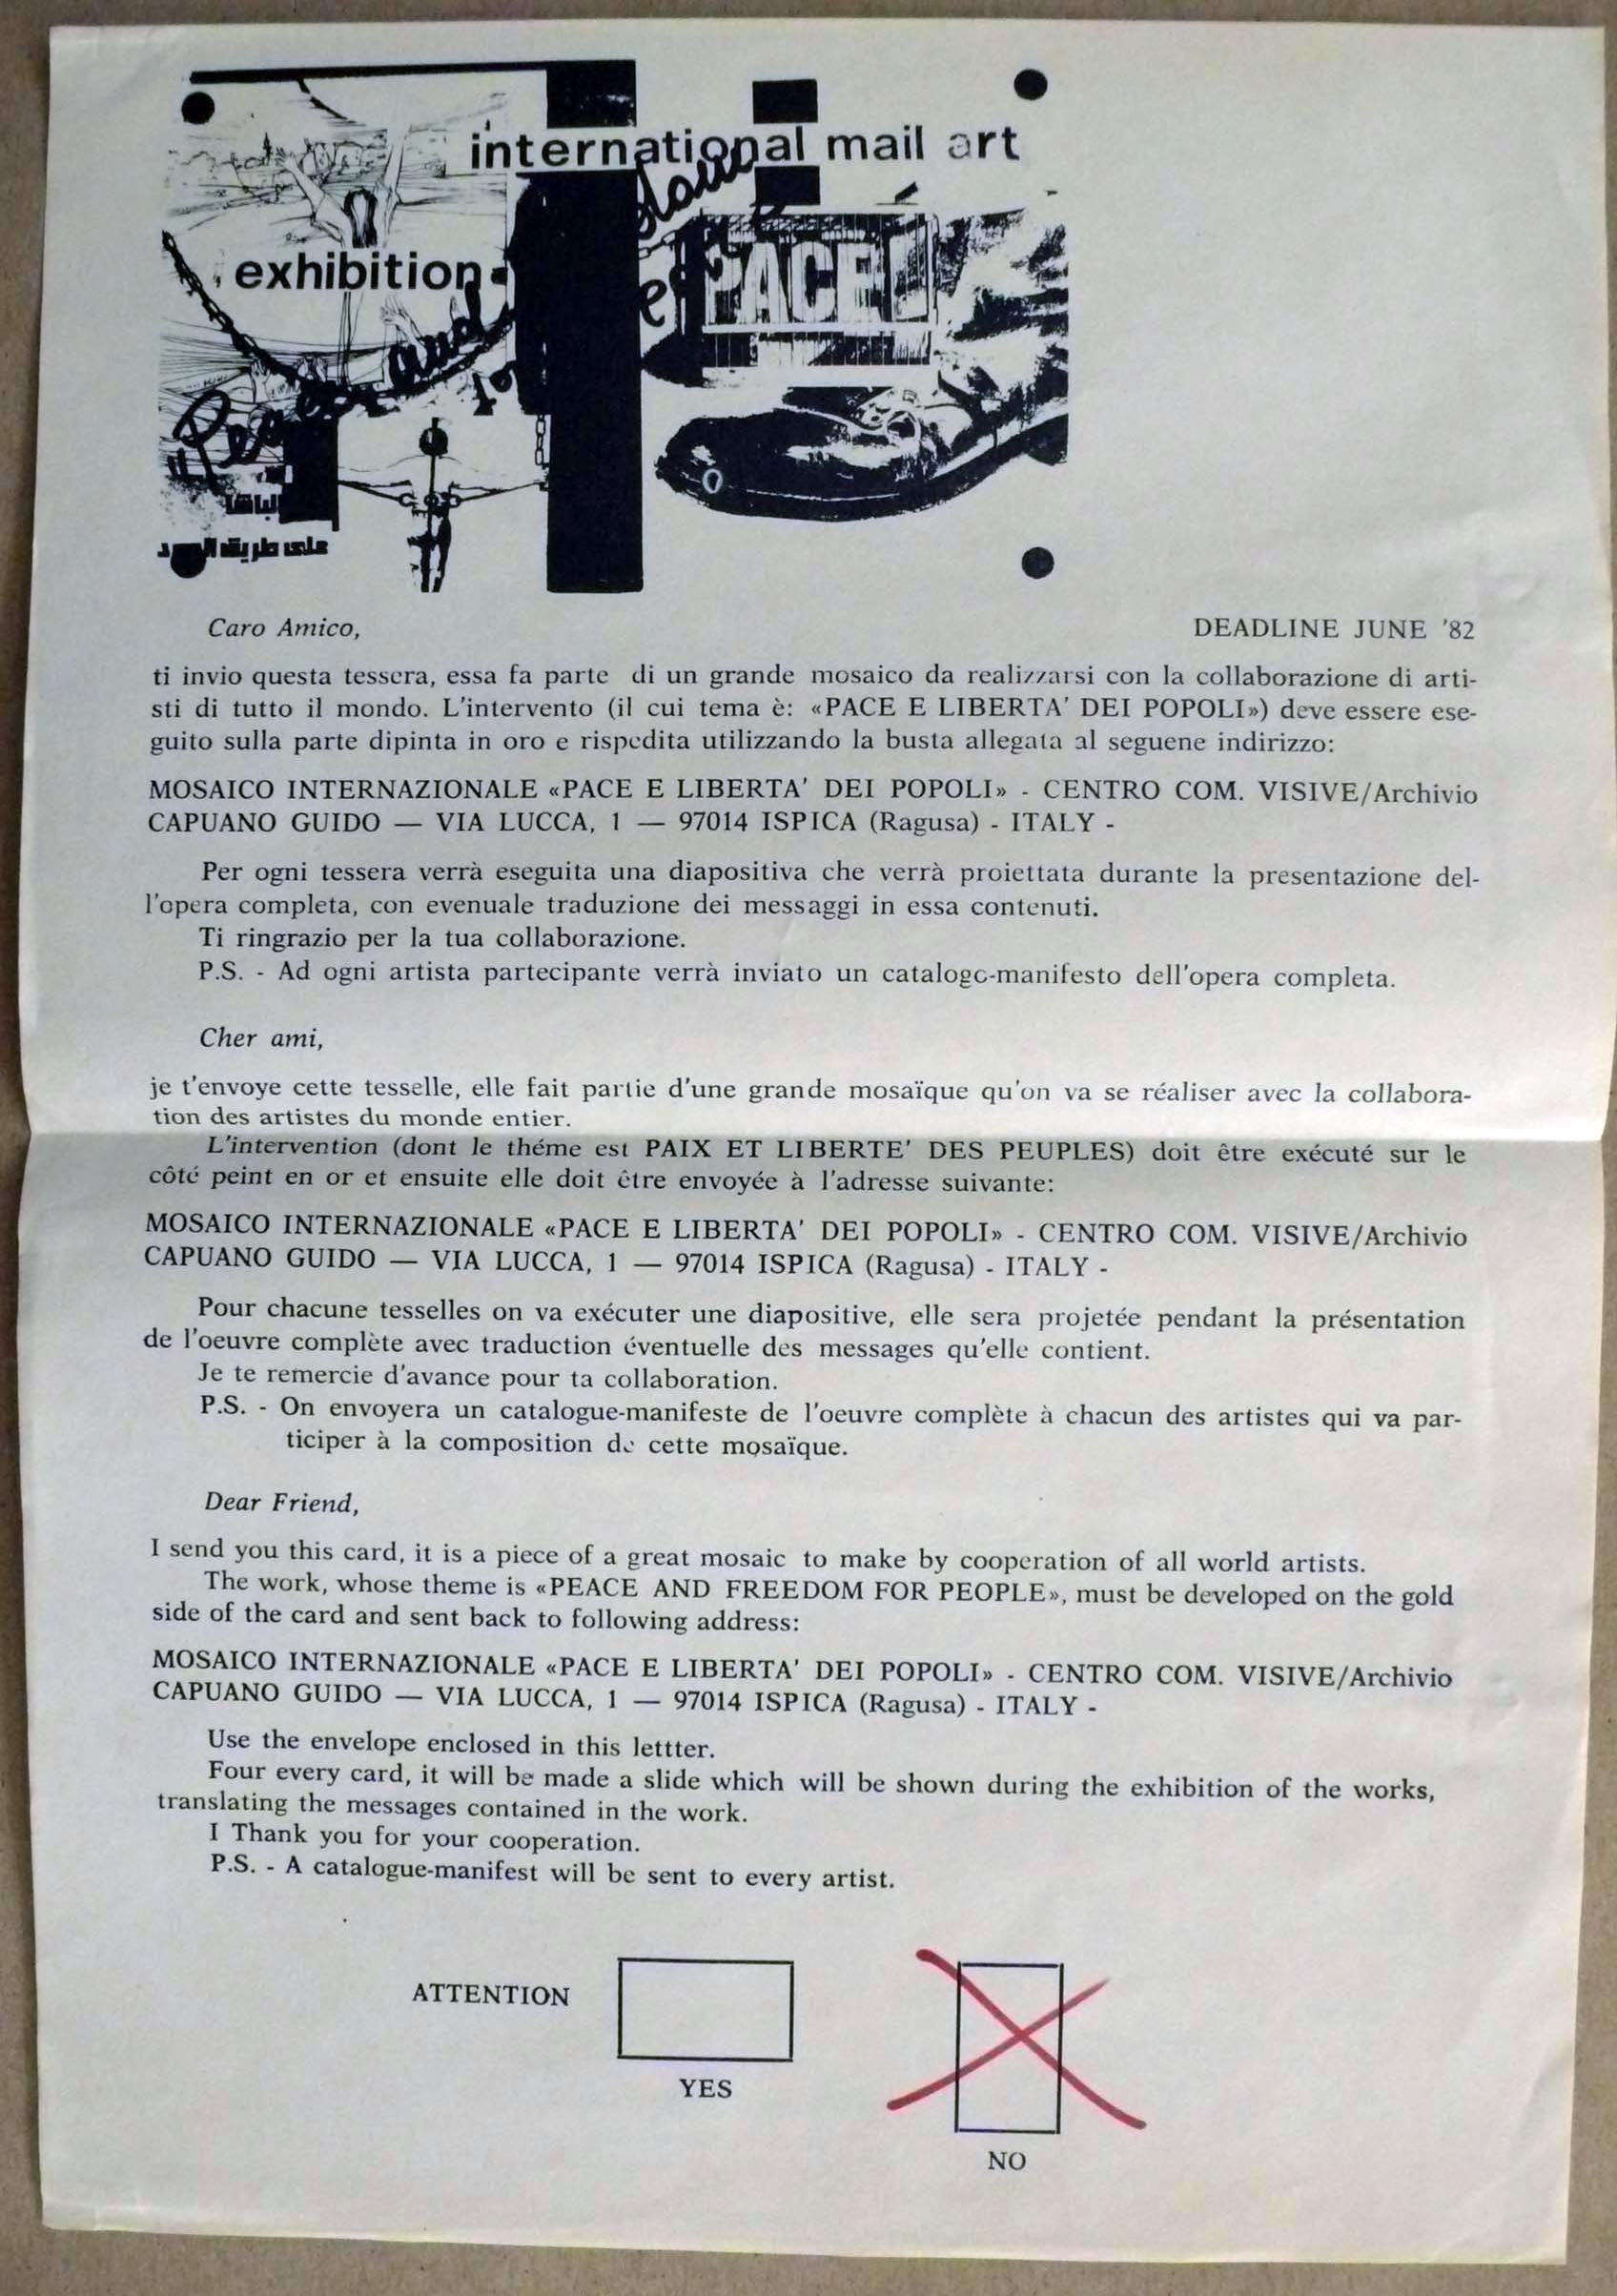 international mail art
exhibition
PACE
Peace and
على طريق
Caro Amico,
DEADLINE JUNE '82
ti invio questa tessera, essa fa parte di un grande mosaico da realizzarsi con la collaborazione di arti-
sti di tutto il mondo. L'intervento (il cui tema è: «PACE E LIBERTA' DEI POPOLI») deve essere ese-
guito sulla parte dipinta in oro e rispedita utilizzando la busta allegata al seguene indirizzo:
MOSAICO INTERNAZIONALE «PACE E LIBERTA' DEI POPOLI» - CENTRO COM. VISIVE/Archivio
CAPUANO GUIDO — VIA LUCCA, 1 — 97014 ISPICA (Ragusa) - ITALY -
Per ogni tessera verrà eseguita una diapositiva che verrà proiettata durante la presentazione del-
l'opera completa, con evenuale traduzione dei messaggi in essa contenuti.
Ti ringrazio per la tua collaborazione.
P.S. - Ad ogni artista partecipante verrà inviato un catalogo-manifesto dell'opera completa.
Cher ami,
je t'envoye cette tesselle, elle fait partie d'une grande mosaïque qu'on va se réaliser avec la collabora-
tion des artistes du monde entier.
L'intervention (dont le théme est PAIX ET LIBERTE' DES PEUPLES) doit être exécuté sur le
côté peint en or et ensuite elle doit être envoyée à l'adresse suivante:
MOSAICO INTERNAZIONALE «PACE E LIBERTA' DEI POPOLI» - CENTRO COM. VISIVE/Archivio
CAPUANO GUIDO — VIA LUCCA, 1 — 97014 ISPICA (Ragusa) - ITALY -
Pour chacune tesselles on va exécuter une diapositive, elle sera projetée pendant la présentation
de l'oeuvre complète avec traduction éventuelle des messages qu'elle contient.
Je te remercie d'avance pour ta collaboration.
P.S. - On envoyera un catalogue-manifeste de l'oeuvre complète à chacun des artistes qui va par-
ticiper à la composition de cette mosaïque.
Dear Friend,
I send you this card, it is a piece of a great mosaic to make by cooperation of all world artists.
The work, whose theme is «PEACE AND FREEDOM FOR PEOPLE», must be developed on the gold
side of the card and sent back to following address:
MOSAICO INTERNAZIONALE «PACE E LIBERTA' DEI POPOLI» - CENTRO COM. VISIVE/Archivio
CAPUANO GUIDO — VIA LUCCA, 1 — 97014 ISPICA (Ragusa) - ITALY -
Use the envelope enclosed in this lettter.
Four every card, it will be made a slide which will be shown during the exhibition of the works,
translating the messages contained in the work.
I Thank you for your cooperation.
P.S. - A catalogue-manifest will be sent to every artist.
ATTENTION
YES
NO